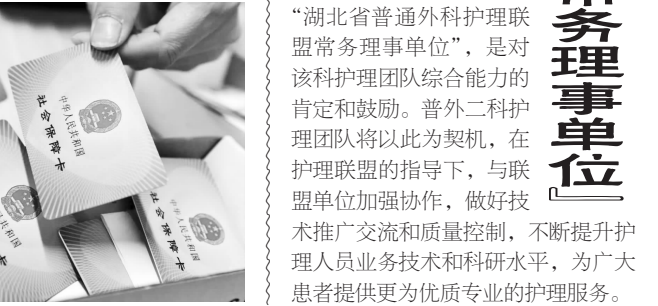 中华人民共和国
社会保障卡
中华人民共和国
社会保障卡
中华人民共和国
“湖北省普通外科护理联
盟常务理事单位”，是对
该科护理团队综合能力的
肯定和鼓励。普外二科护
理团队将以此为契机，在
护理联盟的指导下，与联
盟单位加强协作，做好技
术推广交流和质量控制，不断提升护
理人员业务技术和科研水平，为广大
患者提供更为优质专业的护理服务。
务理事单位』